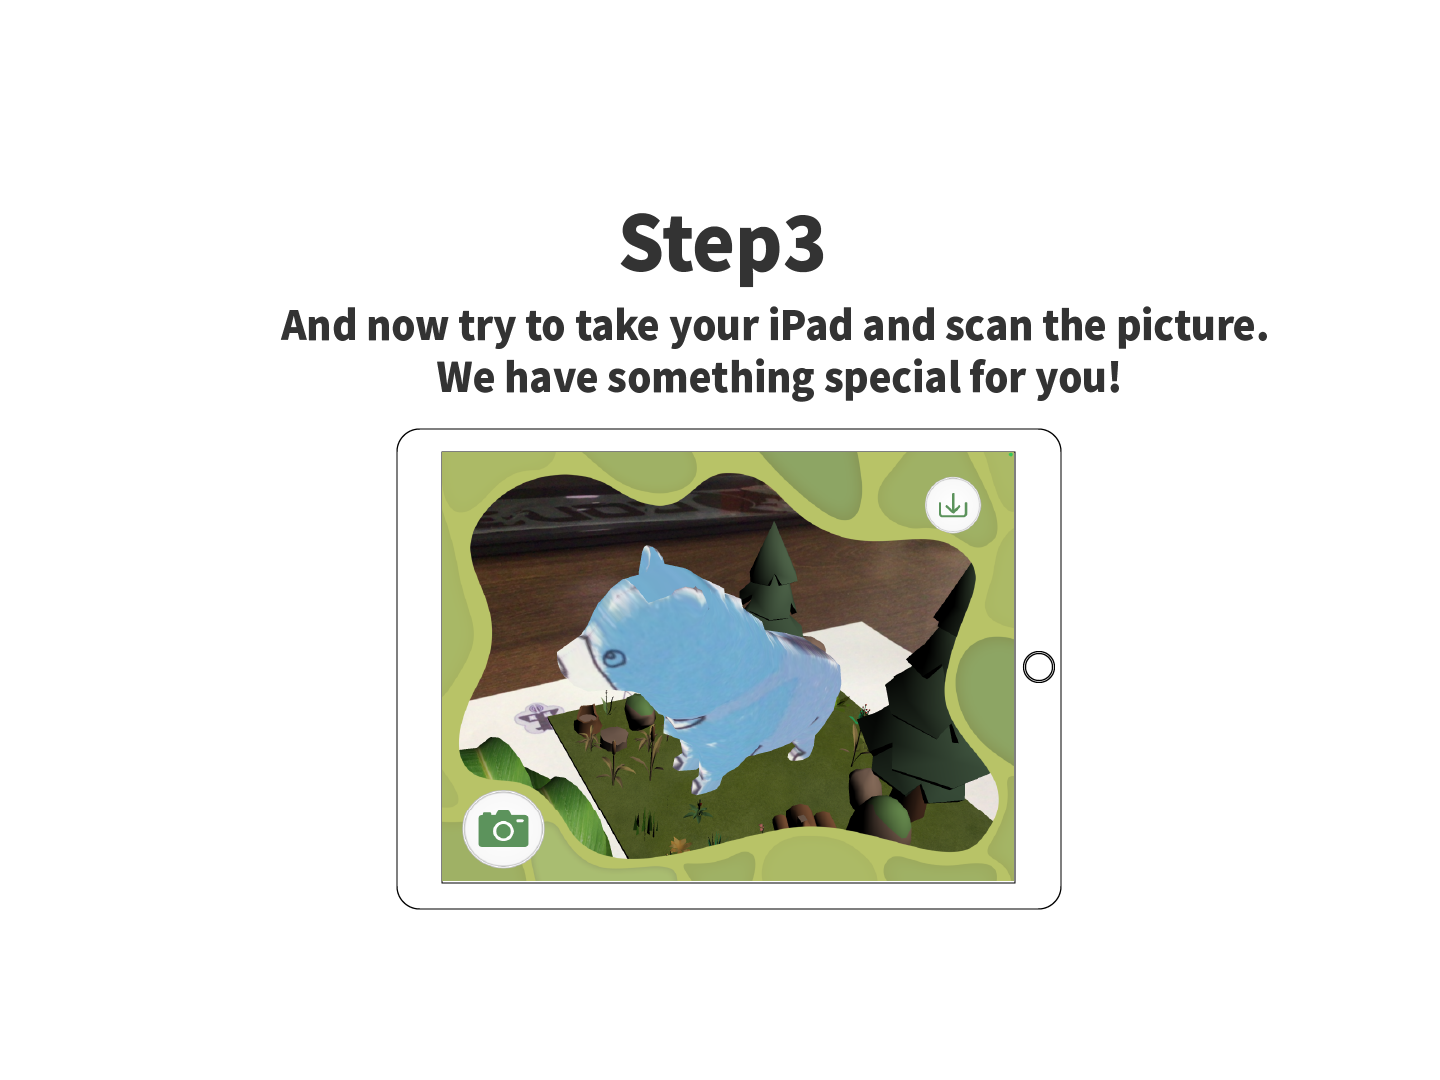 Step3
And now try to take your iPad and scan the picture.
We have something special for you!